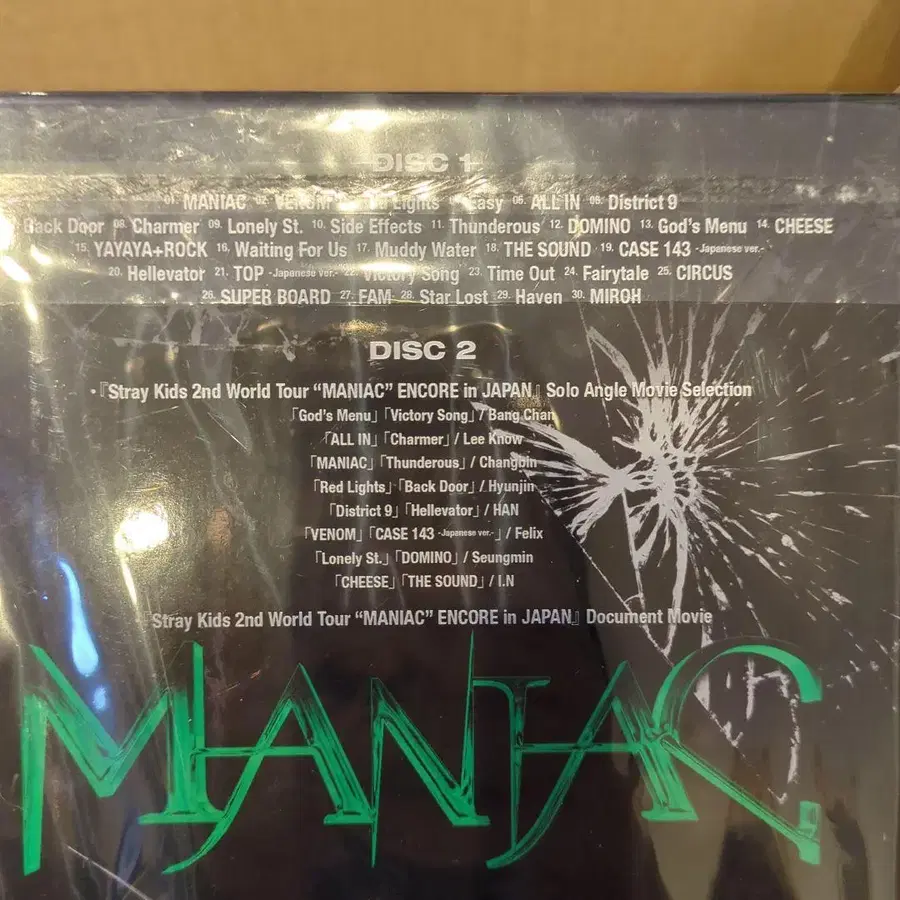 DISC 1
01. MANIAC 02. VENOM Red Lights Easy 05. ALL IN 06. District 9
Back Door 08. Charmer 09. Lonely St. 10. Side Effects 11. Thunderous 12. DOMINO 13. God's Menu 14. CHEESE
15. YAYAYA+ROCK 16. Waiting For Us 17. Muddy Water 18. THE SOUND 19. CASE 143 -Japanese ver.-
20. Hellevator 21. TOP -Japanese ver.- 22. Victory Song 23. Time Out 24. Fairytale 25. CIRCUS
26. SUPER BOARD 27. FAM 28. Star Lost 29. Haven 30. MIROH
DISC 2
・『Stray Kids 2nd World Tour “MANIAC” ENCORE in JAPAN』 Solo Angle Movie Selection
「God's Menu」「Victory Song」/ Bang Chan
「ALL IN」「Charmer」/ Lee Know
「MANIAC」「Thunderous」/ Changbin
「Red Lights」「Back Door」/ Hyunjin
「District 9」「Hellevator」/ HAN
「VENOM」「CASE 143 -Japanese ver.-」/ Felix
「Lonely St.」「DOMINO」/ Seungmin
「CHEESE」「THE SOUND」/ I.N
『Stray Kids 2nd World Tour “MANIAC” ENCORE in JAPAN』 Document Movie
MANIAC